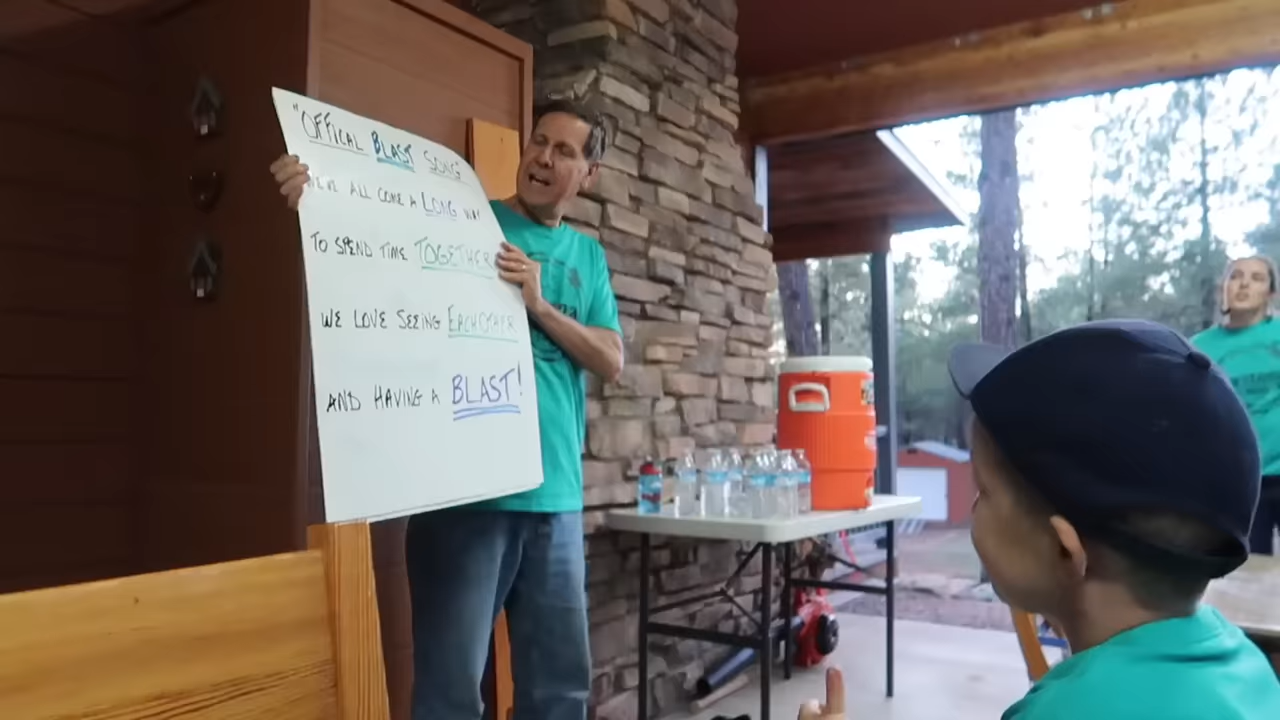 "OFFICAL BLAST SONG"
WE'VE ALL COME A LONG WAY
TO SPEND TIME TOGETHER
WE LOVE SEEING EACHOTHER
AND HAVING A BLAST!